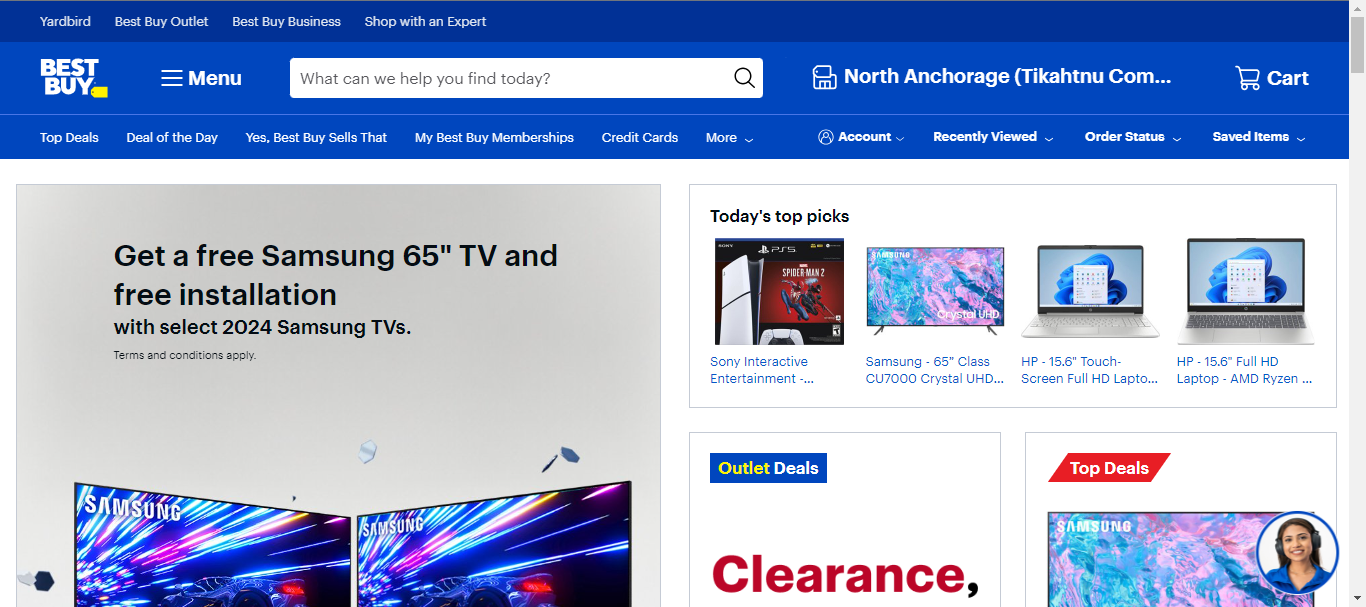 Yardbird Best Buy Outlet Best Buy Business Shop with an Expert
BEST
BUY
Menu
What can we help you find today?
North Anchorage (Tikahtnu Com...
Cart
Top Deals Deal of the Day Yes, Best Buy Sells That My Best Buy Memberships Credit Cards More
Account Recently Viewed Order Status Saved Items
Get a free Samsung 65" TV and
free installation
with select 2024 Samsung TVs.
Terms and conditions apply.
SAMSUNG
SAMSUNG
Today's top picks
SONY
PS5
MARVEL
SPIDER-MAN 2
SAMSUNG
Crystal UHD
Sony Interactive
Entertainment -...
Samsung - 65" Class
CU7000 Crystal UHD...
HP - 15.6" Touch-
Screen Full HD Lapto...
HP - 15.6" Full HD
Laptop - AMD Ryzen ...
Outlet Deals
Clearance,
Top Deals
SAMSUNG